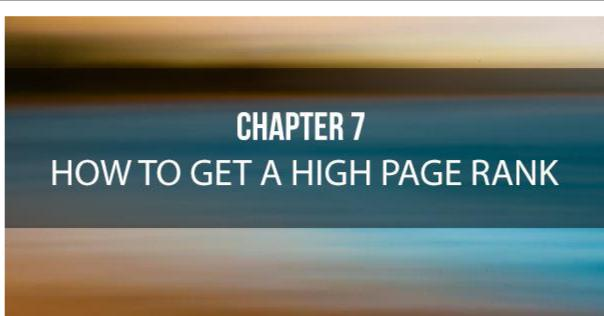 CHAPTER 7
HOW TO GET A HIGH PAGE RANK